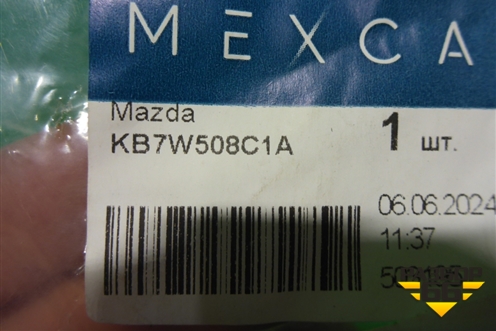 MEXCA
Mazda
KB7W508C1A
1 шт.
06.06.2024
11:37